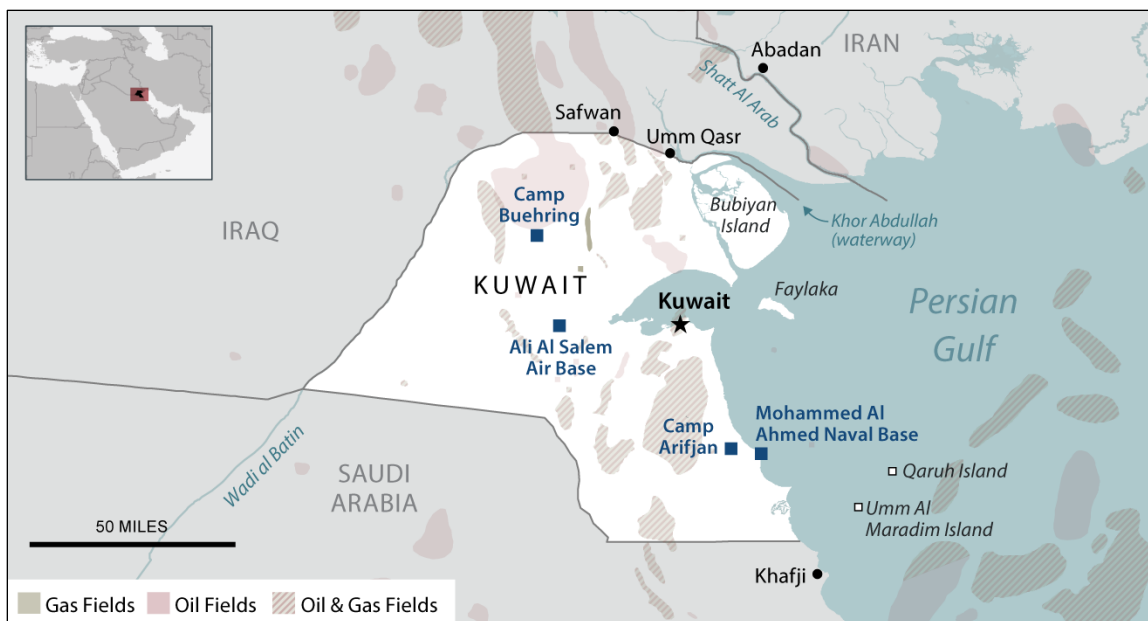 Abadan
IRAN
Shatt Al Arab
Safwan
Umm Qasr
Camp
Buehring
Bubiyan
Island
Khor Abdullah
(waterway)
IRAQ
KUWAIT
Kuwait
Faylaka
Persian
Gulf
Ali Al Salem
Air Base
Camp
Arifjan
Mohammed Al
Ahmed Naval Base
Qaruh Island
Umm Al
Maradim Island
Wadi al Batin
SAUDI
ARABIA
50 MILES
Khafji
Gas Fields
Oil Fields
Oil & Gas Fields